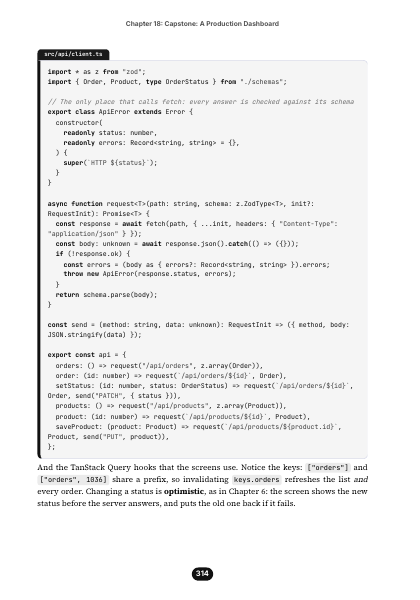 Chapter 18: Capstone: A Production Dashboard
src/api/client.ts
import * as z from "zod";
import { Order, Product, type OrderStatus } from "./schemas";
// The only place that calls fetch: every answer is checked against its schema
export class ApiError extends Error {
  constructor(
    readonly status: number,
    readonly errors: Record<string, string> = {},
  ) {
    super(`HTTP ${status}`);
  }
}
async function request<T>(path: string, schema: z.ZodType<T>, init?:
RequestInit): Promise<T> {
  const response = await fetch(path, { ...init, headers: { "Content-Type":
"application/json" } });
  const body: unknown = await response.json().catch(() => ({}));
  if (!response.ok) {
    const errors = (body as { errors?: Record<string, string> }).errors;
    throw new ApiError(response.status, errors);
  }
  return schema.parse(body);
}
const send = (method: string, data: unknown): RequestInit => ({ method, body:
JSON.stringify(data) });
export const api = {
  orders: () => request("/api/orders", z.array(Order)),
  order: (id: number) => request(`/api/orders/${id}`, Order),
  setStatus: (id: number, status: OrderStatus) => request(`/api/orders/${id}`,
Order, send("PATCH", { status })),
  products: () => request("/api/products", z.array(Product)),
  product: (id: number) => request(`/api/products/${id}`, Product),
  saveProduct: (product: Product) => request(`/api/products/${product.id}`,
Product, send("PUT", product)),
};
And the TanStack Query hooks that the screens use. Notice the keys: ["orders"] and
["orders", 1036] share a prefix, so invalidating keys.orders refreshes the list and
every order. Changing a status is optimistic, as in Chapter 6: the screen shows the new
status before the server answers, and puts the old one back if it fails.
314